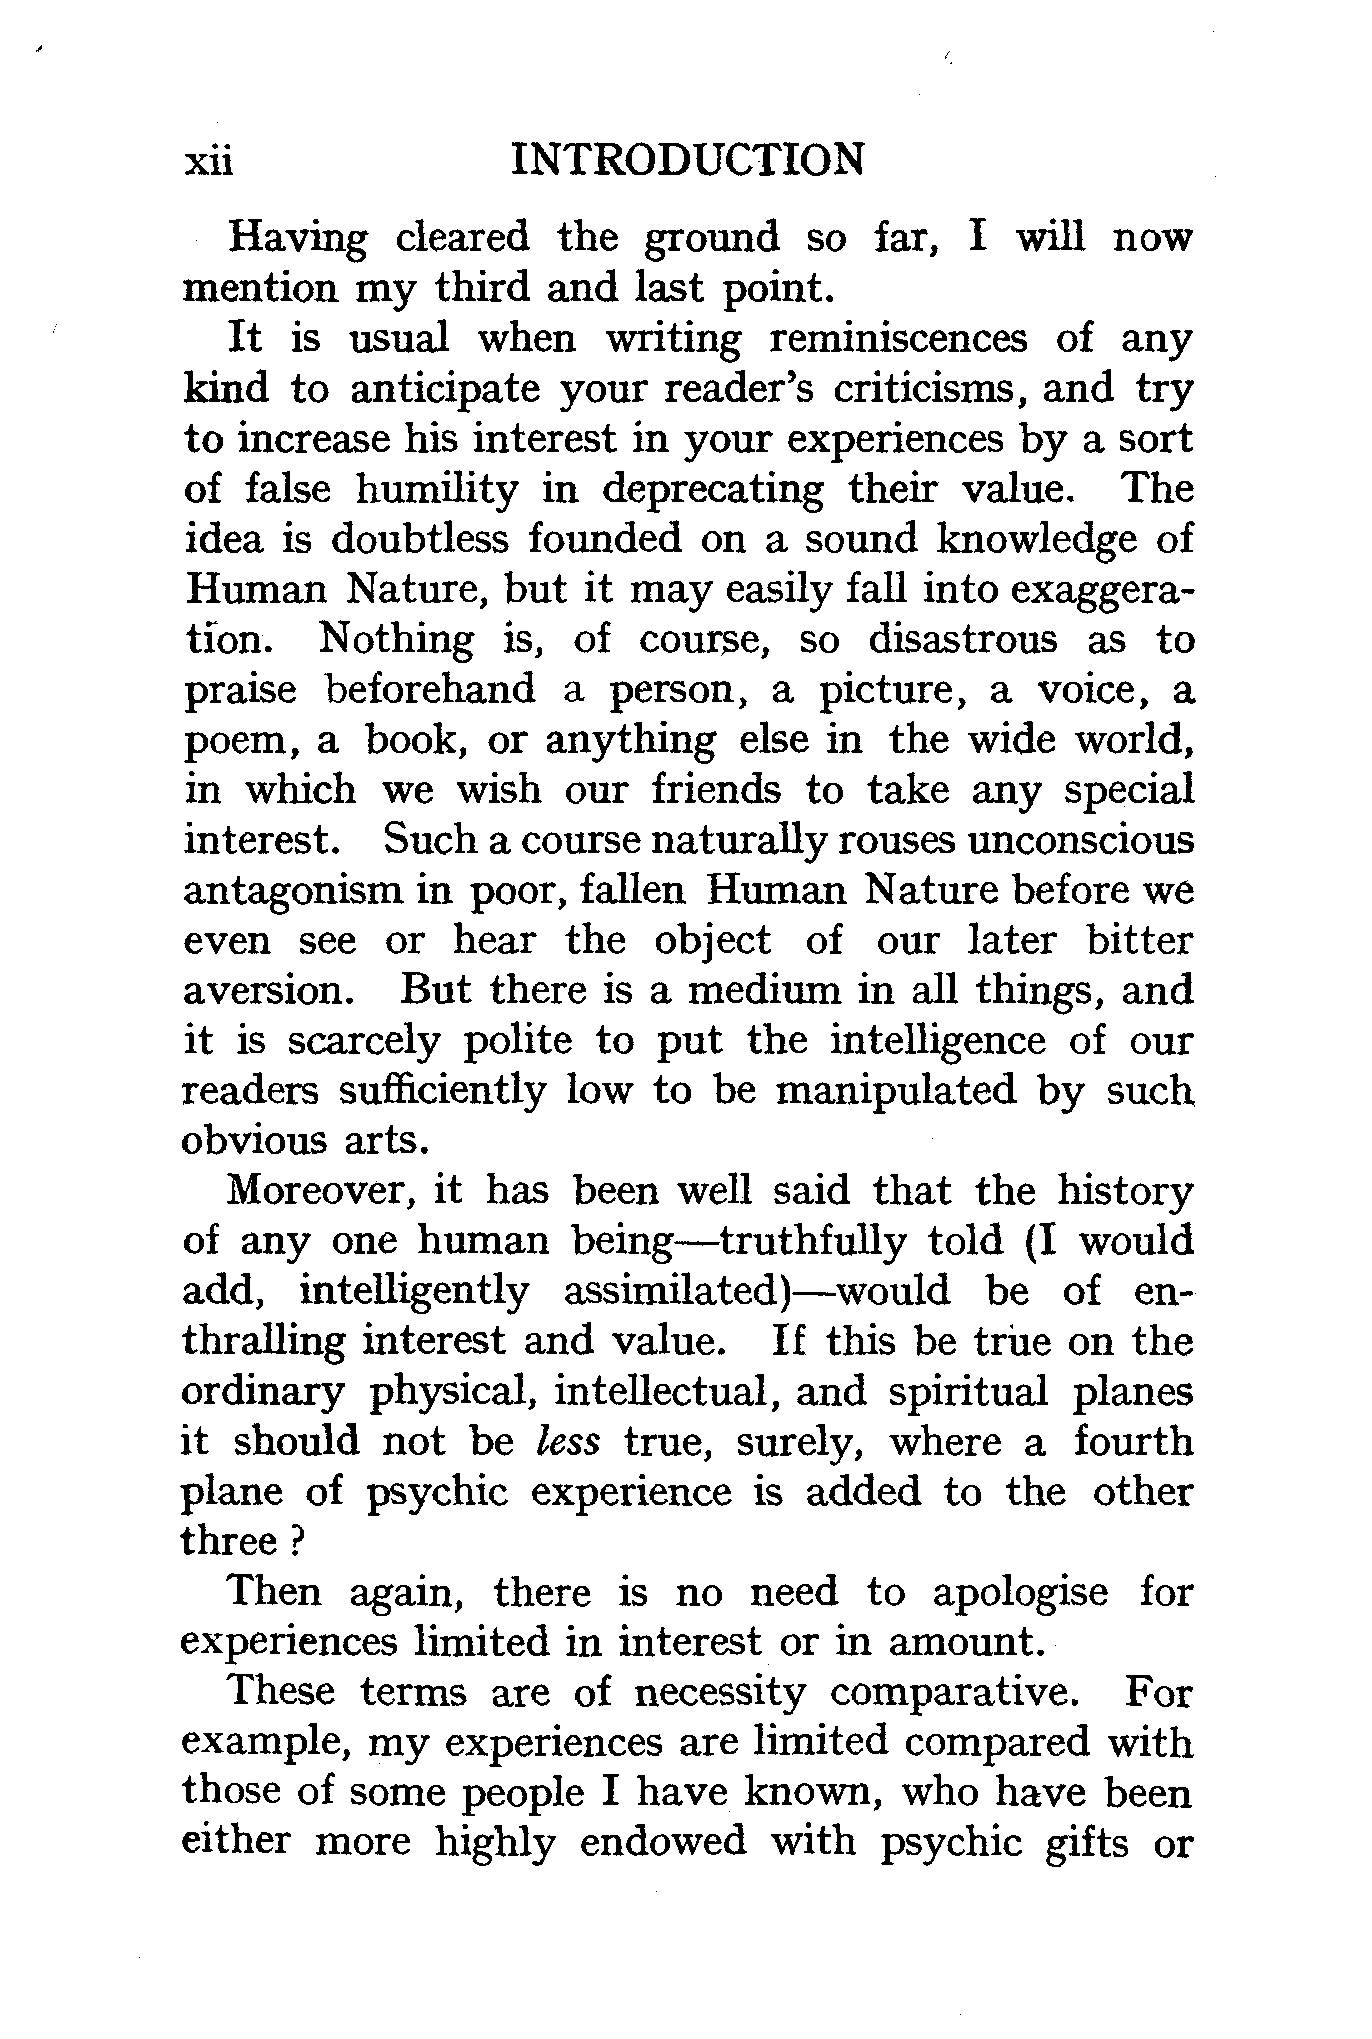 xii INTRODUCTION
Having cleared the ground so far, I will now
mention my third and last point.
It is usual when writing reminiscences of any
kind to anticipate your reader's criticisms, and try
to increase his interest in your experiences by a sort
of false humility in deprecating their value. The
idea is doubtless founded on a sound knowledge of
Human Nature, but it may easily fall into exaggera-
tion. Nothing is, of course, so disastrous as to
praise beforehand a person, a picture, a voice, a
poem, a book, or anything else in the wide world,
in which we wish our friends to take any special
interest. Such a course naturally rouses unconscious
antagonism in poor, fallen Human Nature before we
even see or hear the object of our later bitter
aversion. But there is a medium in all things, and
it is scarcely polite to put the intelligence of our
readers sufficiently low to be manipulated by such
obvious arts.
Moreover, it has been well said that the history
of any one human being—truthfully told (I would
add, intelligently assimilated)—would be of en-
thralling interest and value. If this be true on the
ordinary physical, intellectual, and spiritual planes
it should not be less true, surely, where a fourth
plane of psychic experience is added to the other
three ?
Then again, there is no need to apologise for
experiences limited in interest or in amount.
These terms are of necessity comparative. For
example, my experiences are limited compared with
those of some people I have known, who have been
either more highly endowed with psychic gifts or